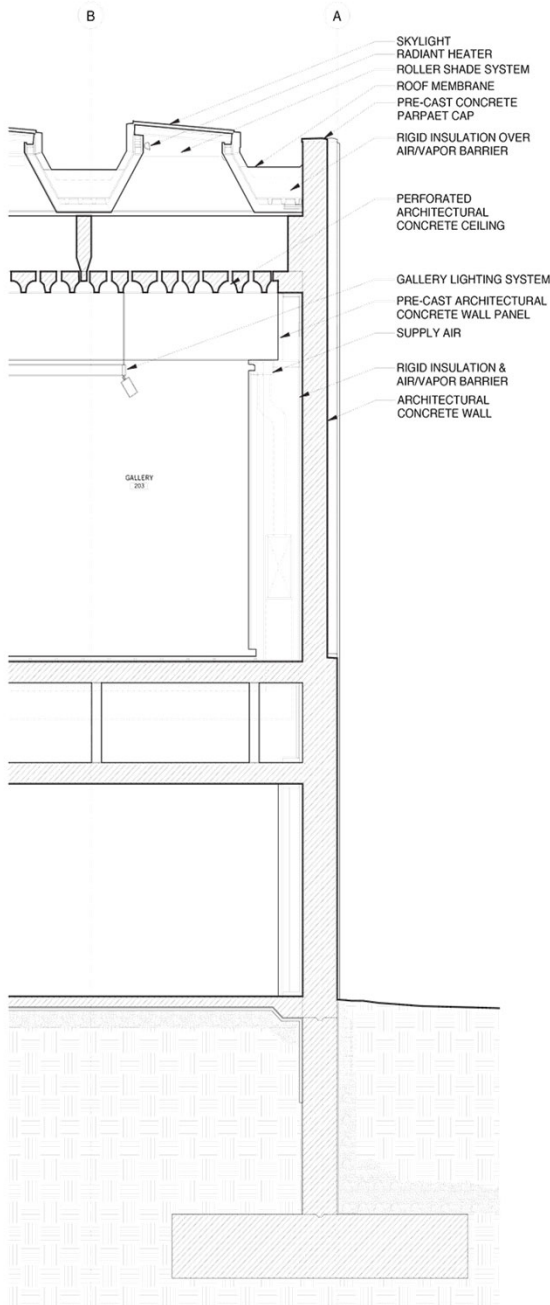 B
A
SKYLIGHT
RADIANT HEATER
ROLLER SHADE SYSTEM
ROOF MEMBRANE
PRE-CAST CONCRETE
PARPAET CAP
RIGID INSULATION OVER
AIR/VAPOR BARRIER
PERFORATED
ARCHITECTURAL
CONCRETE CEILING
GALLERY LIGHTING SYSTEM
PRE-CAST ARCHITECTURAL
CONCRETE WALL PANEL
SUPPLY AIR
RIGID INSULATION &
AIR/VAPOR BARRIER
ARCHITECTURAL
CONCRETE WALL
GALLERY
203